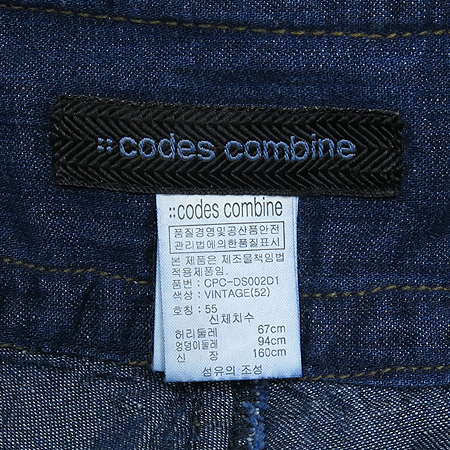 ::codes combine
::codes combine
품질경영및공산품안전
관리법에의한품질표시
본 제품은 제조물책임법
적용제품임.
품번 : CPC-DS002D1
색상 : VINTAGE(52)
호칭 : 55
신체치수
허리둘레 67cm
엉덩이둘레 94cm
신 장 160cm
섬유의 조성